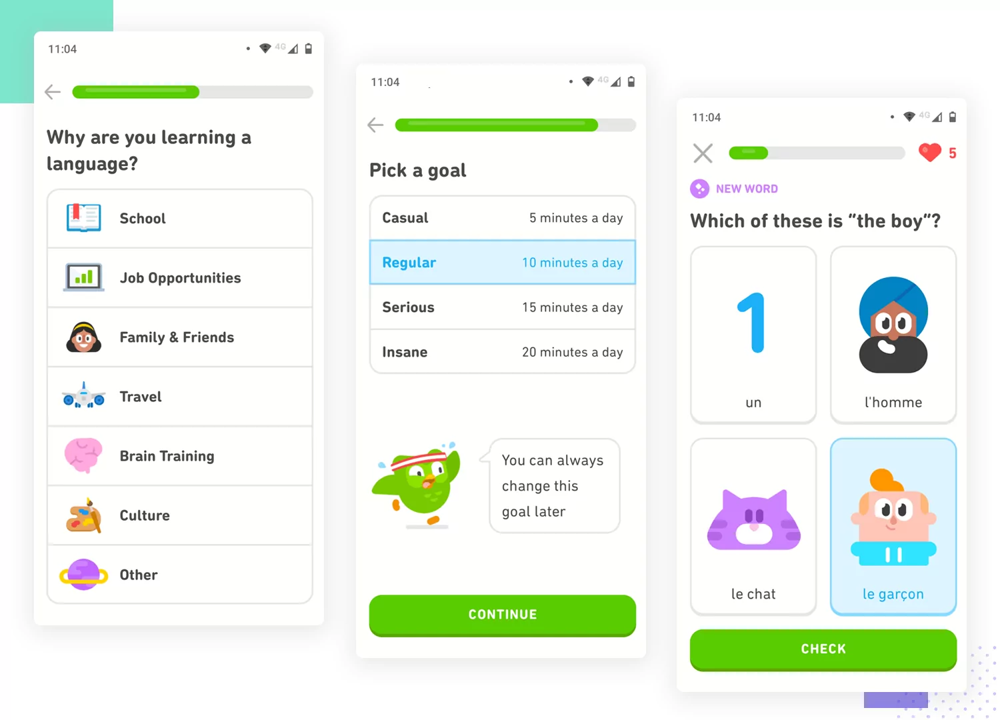 11:04
4G
Why are you learning a
language?
School
Job Opportunities
Family & Friends
Travel
Brain Training
Culture
Other
11:04
4G
Pick a goal
Casual 5 minutes a day
Regular 10 minutes a day
Serious 15 minutes a day
Insane 20 minutes a day
You can always
change this
goal later
CONTINUE
11:04
4G
5
NEW WORD
Which of these is “the boy”?
1
un
l'homme
le chat
le garçon
CHECK